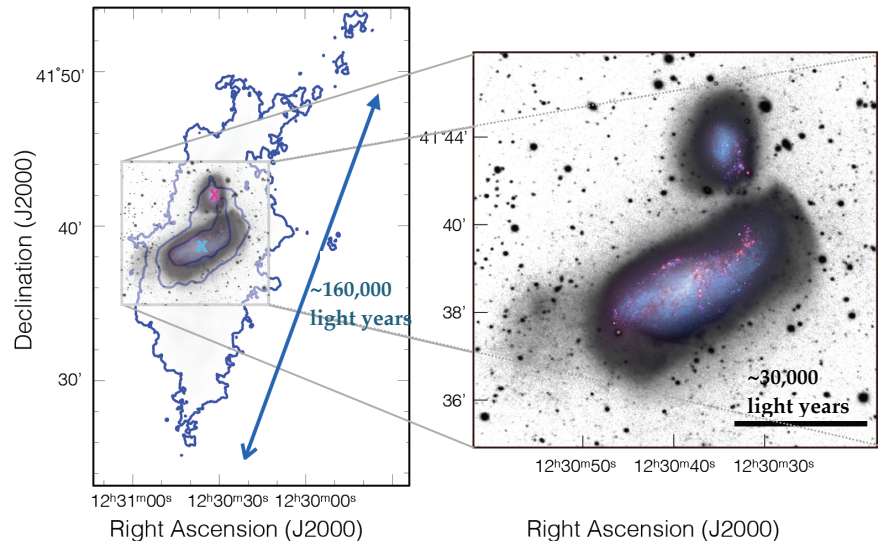 41°50'
40'
30'
Declination (J2000)
X
X
~160,000
light years
12ʰ31ᵐ00ˢ
12ʰ30ᵐ30ˢ
12ʰ30ᵐ00ˢ
Right Ascension (J2000)
41°44'
40'
38'
36'
~30,000
light years
12ʰ30ᵐ50ˢ
12ʰ30ᵐ40ˢ
12ʰ30ᵐ30ˢ
Right Ascension (J2000)